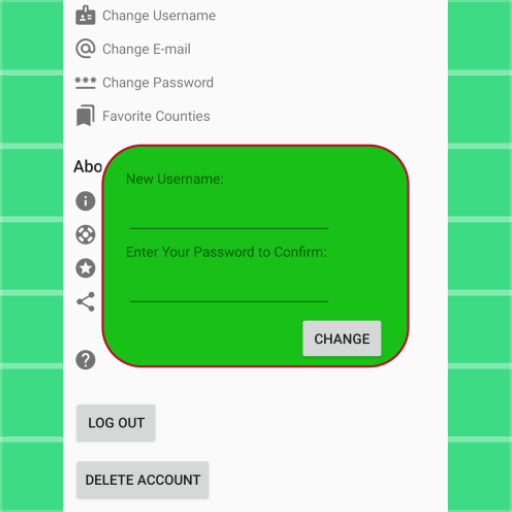 Change Username
Change E-mail
Change Password
Favorite Counties
Abo
New Username:
Enter Your Password to Confirm:
CHANGE
LOG OUT
DELETE ACCOUNT